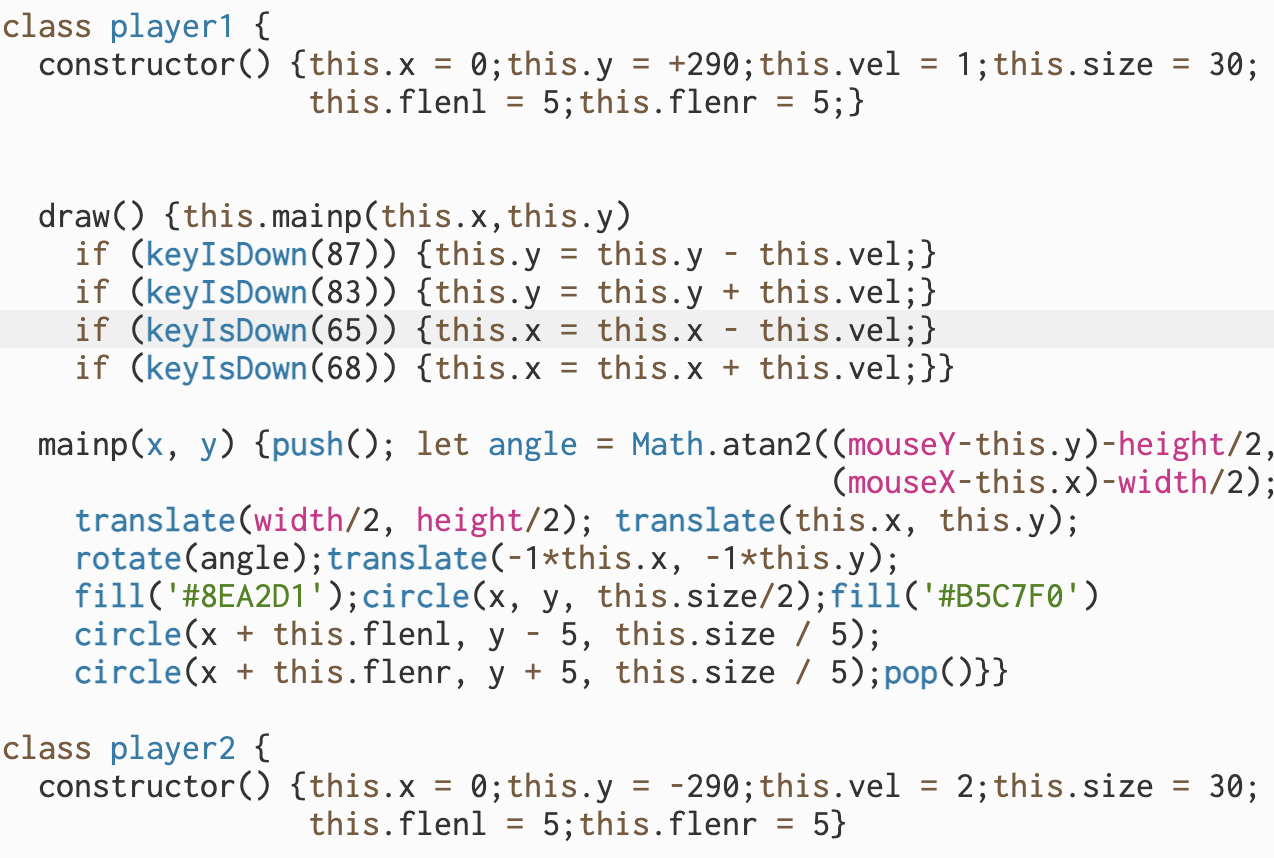 class player1 {
  constructor() {this.x = 0;this.y = +290;this.vel = 1;this.size = 30;
                 this.flenl = 5;this.flenr = 5;}
  draw() {this.mainp(this.x,this.y)
    if (keyIsDown(87)) {this.y = this.y - this.vel;}
    if (keyIsDown(83)) {this.y = this.y + this.vel;}
    if (keyIsDown(65)) {this.x = this.x - this.vel;}
    if (keyIsDown(68)) {this.x = this.x + this.vel;}}
  mainp(x, y) {push(); let angle = Math.atan2((mouseY-this.y)-height/2,
                                              (mouseX-this.x)-width/2);
    translate(width/2, height/2); translate(this.x, this.y);
    rotate(angle);translate(-1*this.x, -1*this.y);
    fill('#8EA2D1');circle(x, y, this.size/2);fill('#B5C7F0')
    circle(x + this.flenl, y - 5, this.size / 5);
    circle(x + this.flenr, y + 5, this.size / 5);pop()}}
class player2 {
  constructor() {this.x = 0;this.y = -290;this.vel = 2;this.size = 30;
                 this.flenl = 5;this.flenr = 5}